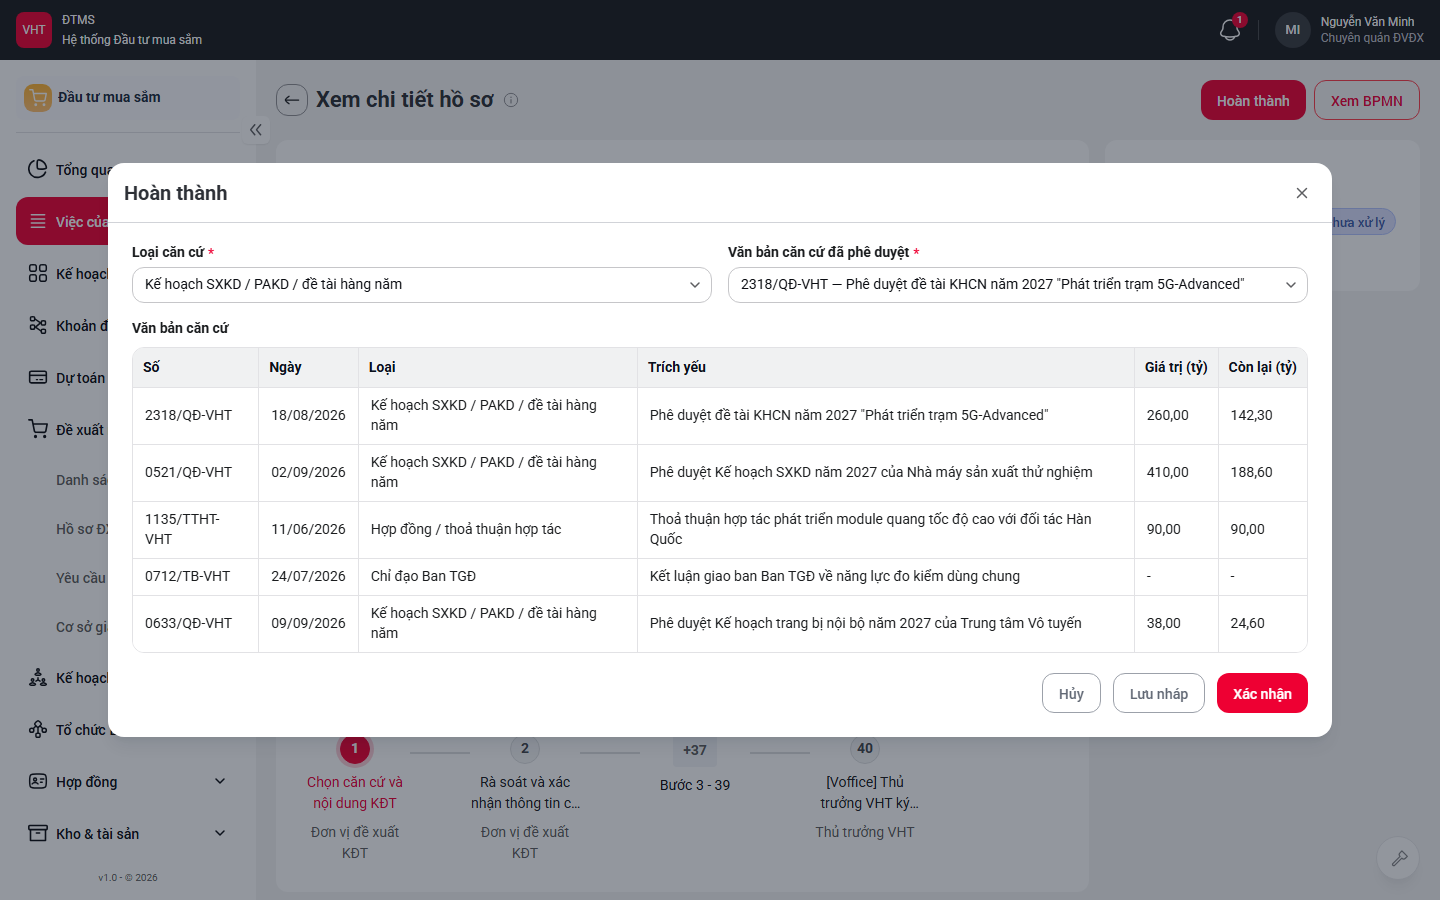 VHT
ĐTMS
Hệ thống Đầu tư mua sắm
1
MI
Nguyễn Văn Minh
Chuyên quản ĐVĐX
Đầu tư mua sắm
Xem chi tiết hồ sơ
Hoàn thành
Xem BPMN
Tổng qua
Việc của
Kế hoạch
Khoản đ
Dự toán
Đề xuất
Danh sá
Hồ sơ Đ
Yêu cầu
Cơ sở gi
Kế hoạch
Tổ chức
Hợp đồng
Kho & tài sản
v1.0 - © 2026
hưa xử lý
Hoàn thành
Loại căn cứ *
Văn bản căn cứ đã phê duyệt *
Kế hoạch SXKD / PAKD / đề tài hàng năm
2318/QĐ-VHT — Phê duyệt đề tài KHCN năm 2027 "Phát triển trạm 5G-Advanced"
Văn bản căn cứ
Số Ngày Loại Trích yếu Giá trị (tỷ) Còn lại (tỷ)
2318/QĐ-VHT 18/08/2026 Kế hoạch SXKD / PAKD / đề tài hàng năm Phê duyệt đề tài KHCN năm 2027 "Phát triển trạm 5G-Advanced" 260,00 142,30
0521/QĐ-VHT 02/09/2026 Kế hoạch SXKD / PAKD / đề tài hàng năm Phê duyệt Kế hoạch SXKD năm 2027 của Nhà máy sản xuất thử nghiệm 410,00 188,60
1135/TTHT-VHT 11/06/2026 Hợp đồng / thoả thuận hợp tác Thoả thuận hợp tác phát triển module quang tốc độ cao với đối tác Hàn Quốc 90,00 90,00
0712/TB-VHT 24/07/2026 Chỉ đạo Ban TGĐ Kết luận giao ban Ban TGĐ về năng lực đo kiểm dùng chung - -
0633/QĐ-VHT 09/09/2026 Kế hoạch SXKD / PAKD / đề tài hàng năm Phê duyệt Kế hoạch trang bị nội bộ năm 2027 của Trung tâm Vô tuyến 38,00 24,60
Hủy
Lưu nháp
Xác nhận
1
Chọn căn cứ và
nội dung KĐT
Đơn vị đề xuất
KĐT
2
Rà soát và xác
nhận thông tin c...
Đơn vị đề xuất
KĐT
+37
Bước 3 - 39
40
[Voffice] Thủ
trưởng VHT ký...
Thủ trưởng VHT